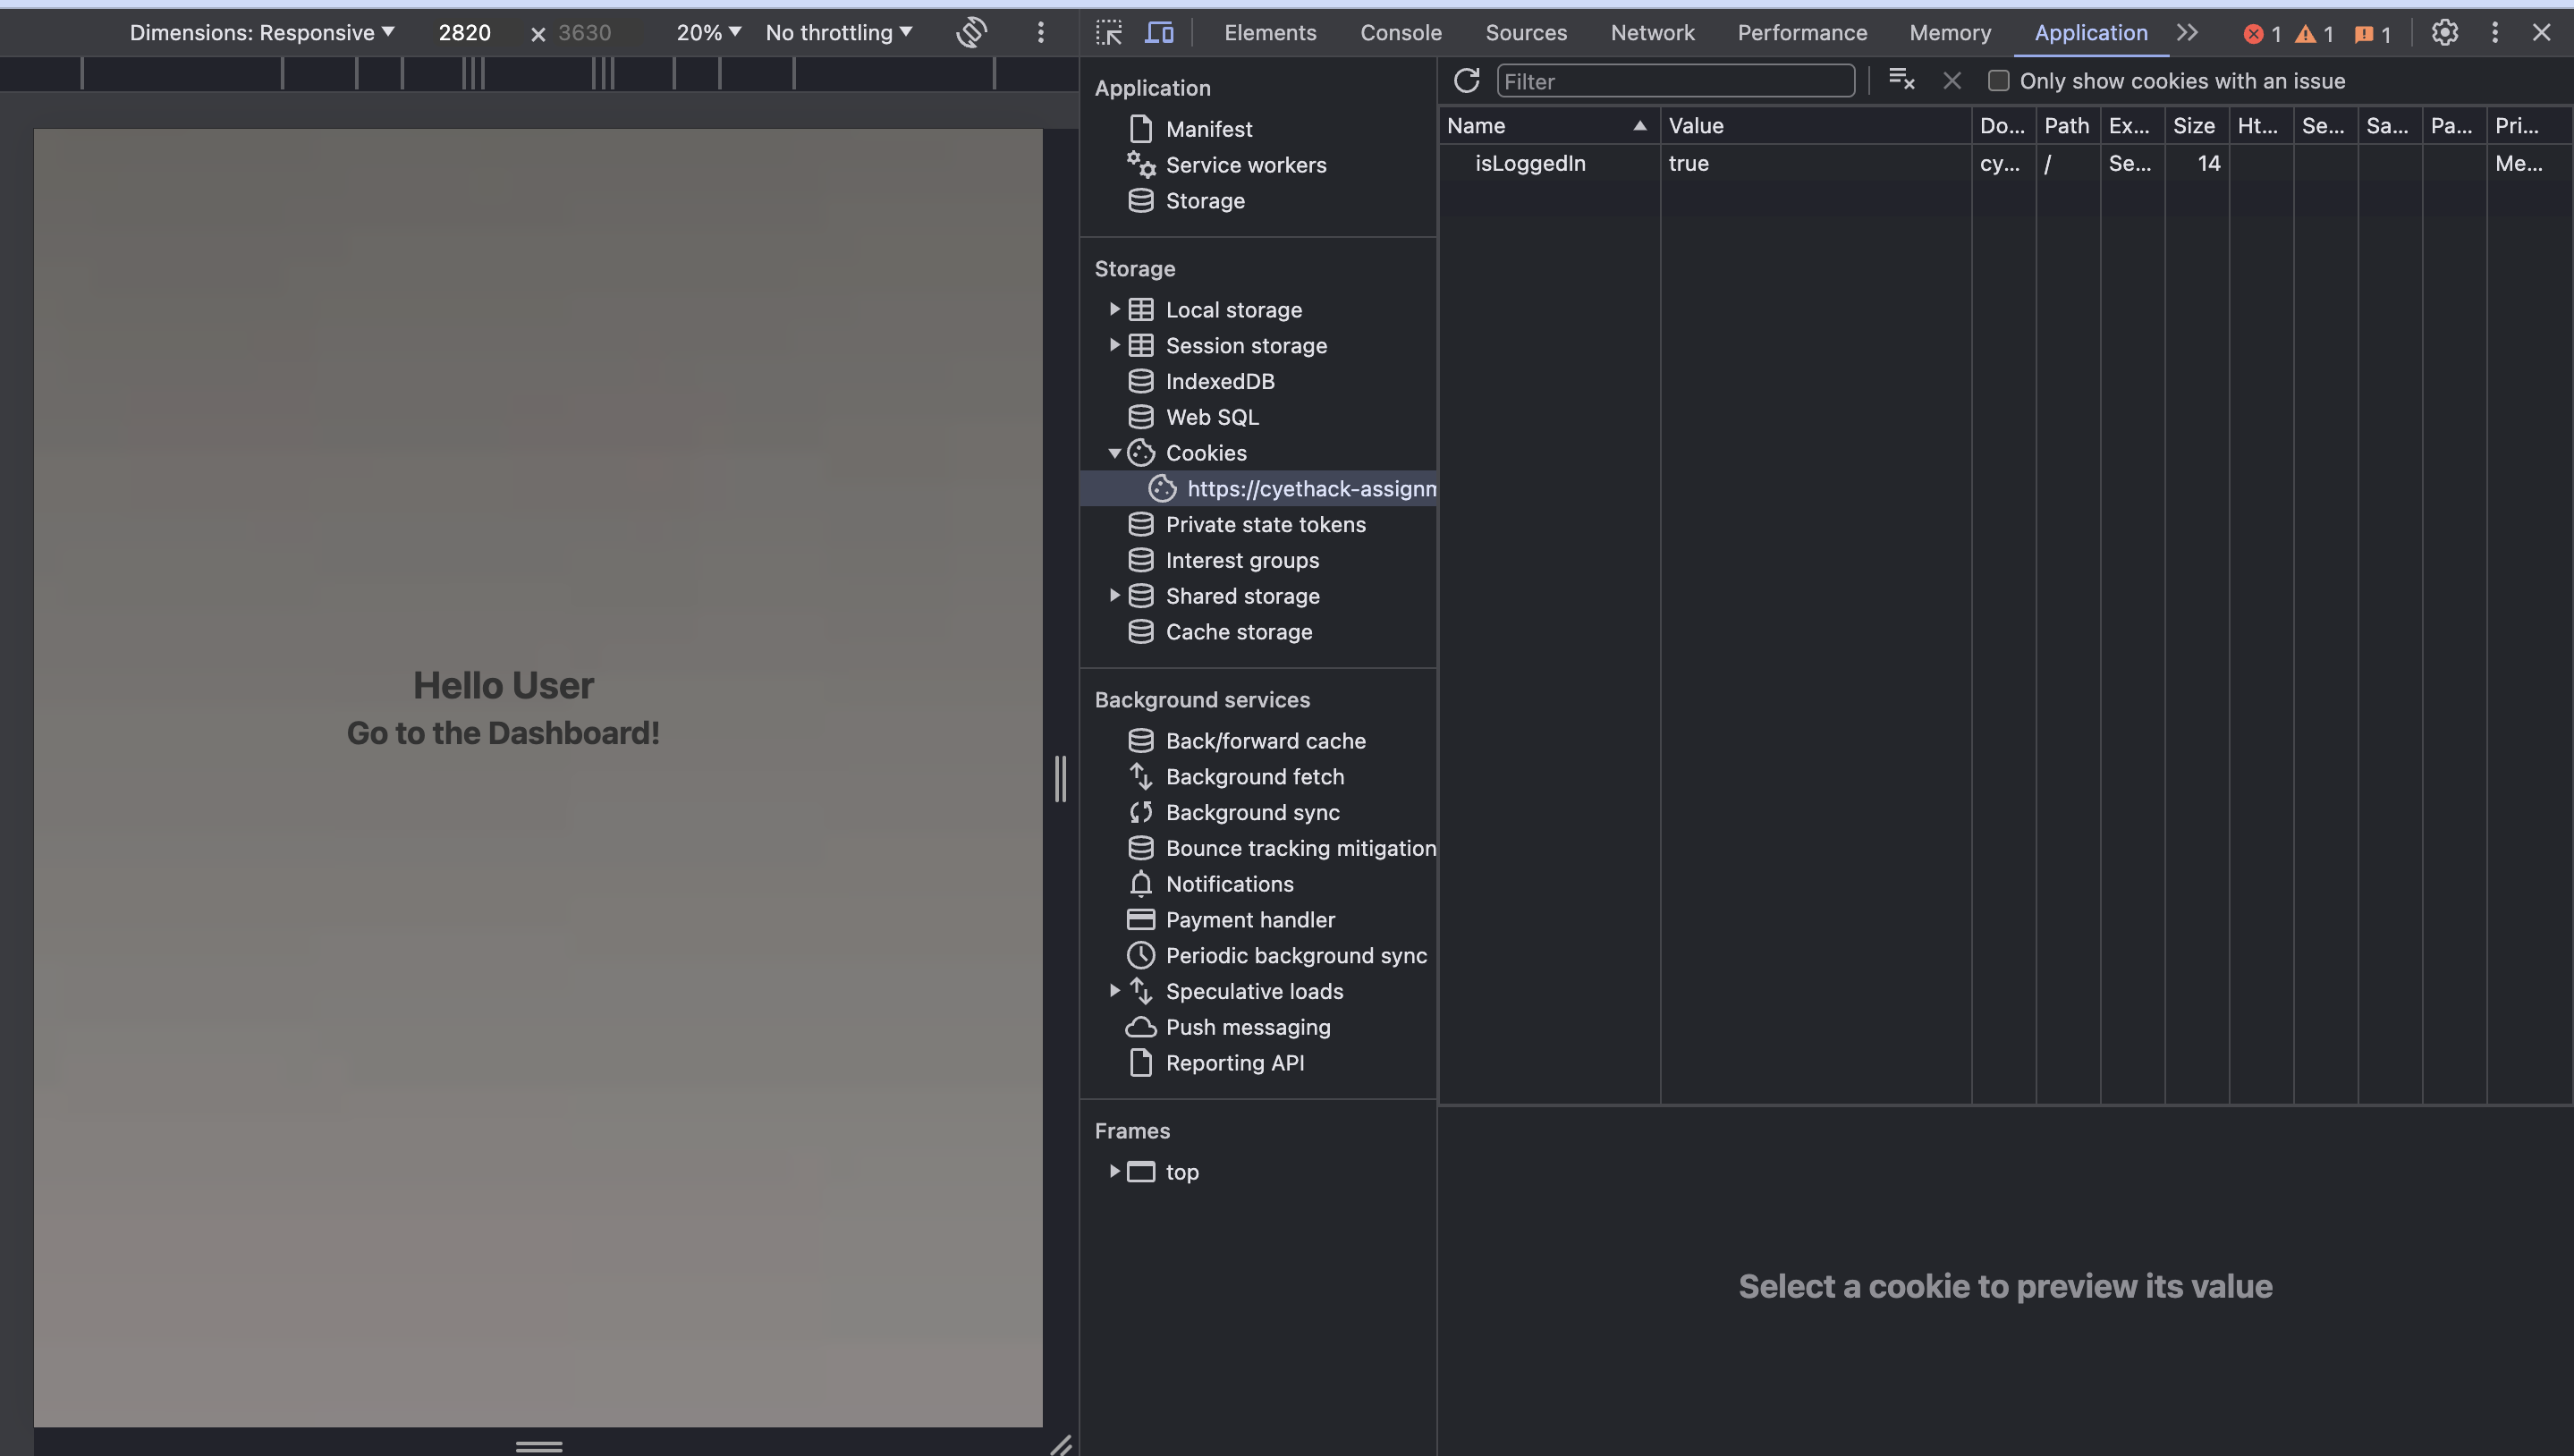 Dimensions: Responsive 2820 × 3630 20% No throttling
Elements Console Sources Network Performance Memory Application 1 1 1
Hello User
Go to the Dashboard!
Application
Manifest
Service workers
Storage
Storage
Local storage
Session storage
IndexedDB
Web SQL
Cookies
https://cyethack-assignm
Private state tokens
Interest groups
Shared storage
Cache storage
Background services
Back/forward cache
Background fetch
Background sync
Bounce tracking mitigation
Notifications
Payment handler
Periodic background sync
Speculative loads
Push messaging
Reporting API
Frames
top
Filter Only show cookies with an issue
Name Value Do... Path Ex... Size Ht... Se... Sa... Pa... Pri...
isLoggedIn true cy... / Se... 14 Me...
Select a cookie to preview its value